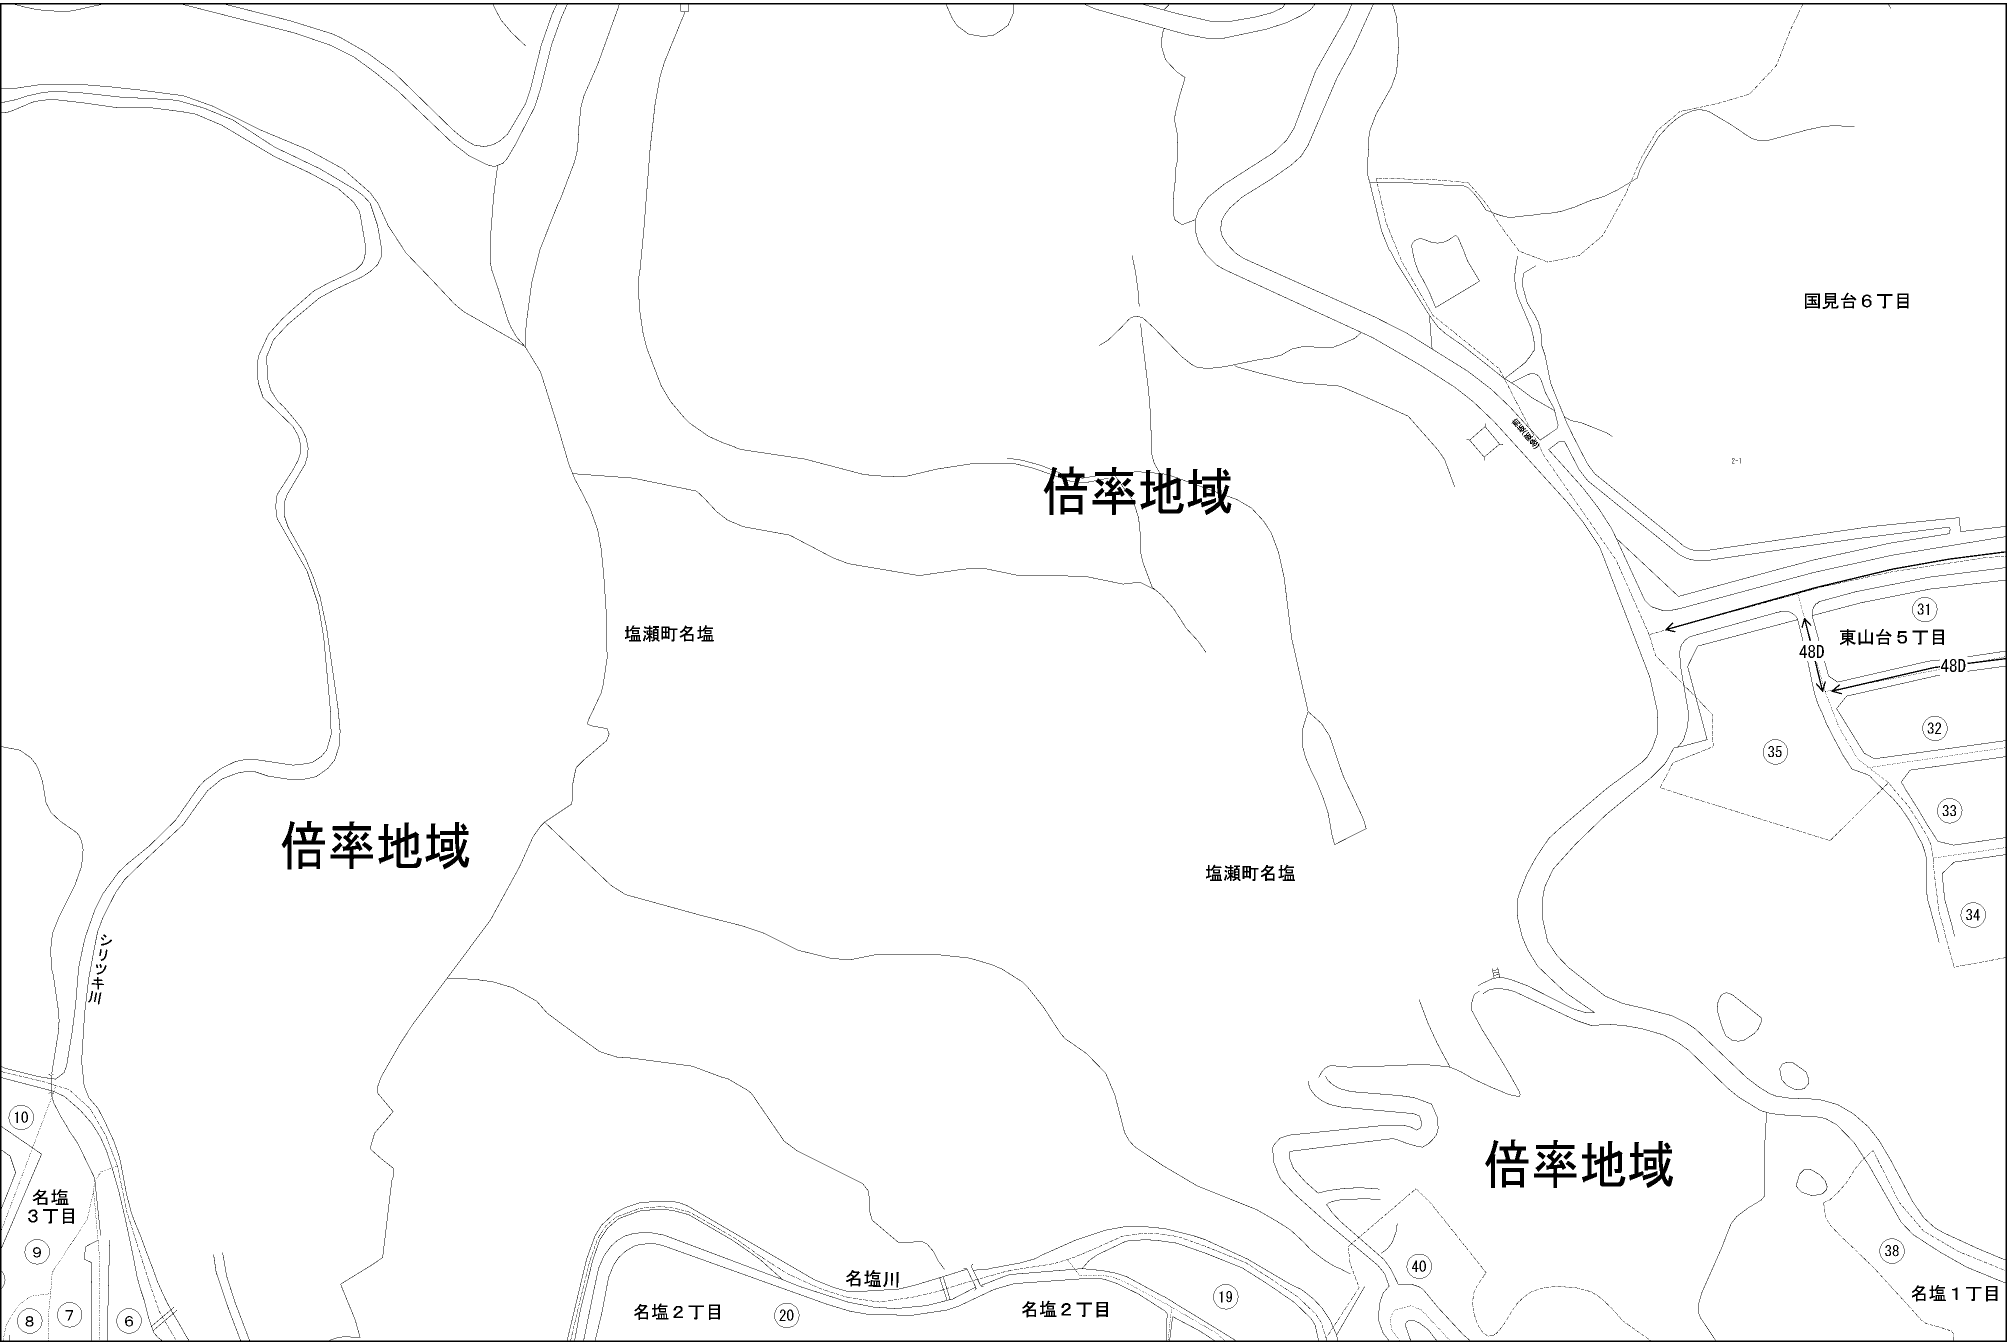 国見台６丁目
2-1
倍率地域
31
東山台５丁目
塩瀬町名塩
48D
48D
32
35
33
倍率地域
塩瀬町名塩
34
シリツキ川
10
倍率地域
名塩
３丁目
9
38
40
名塩川
名塩１丁目
19
名塩２丁目
名塩２丁目
20
7
8
6